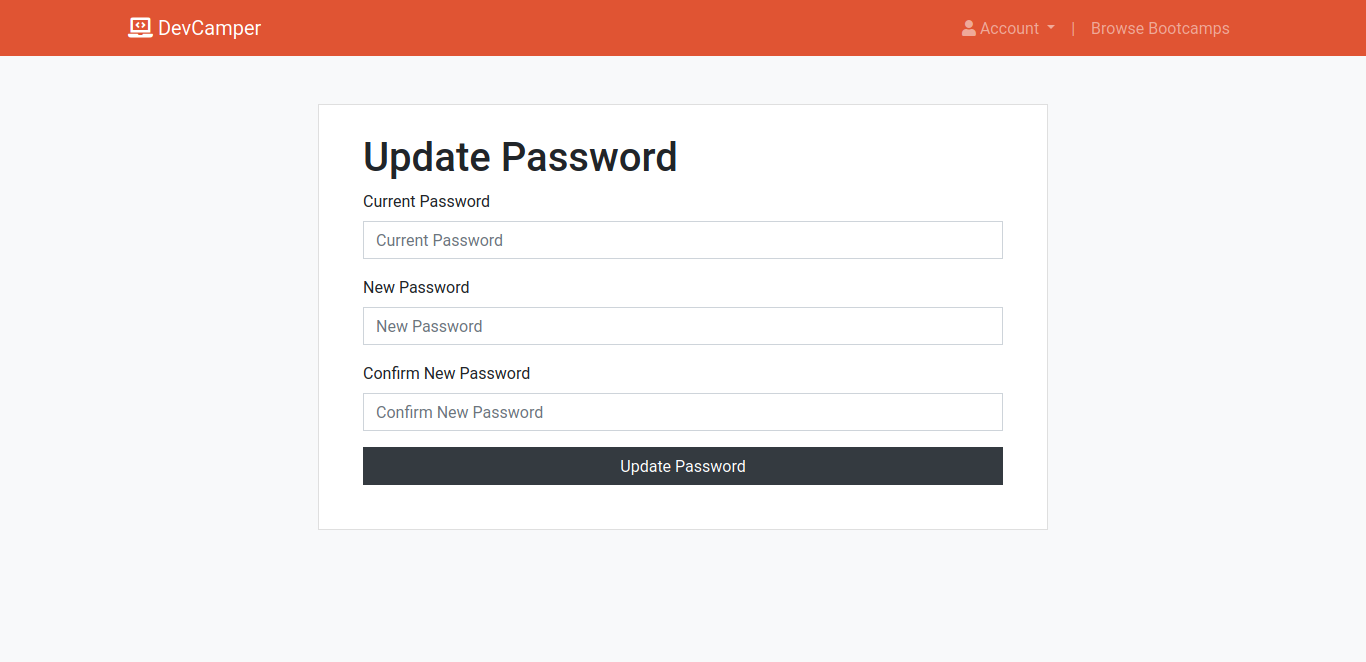 DevCamper
Account | Browse Bootcamps
Update Password
Current Password
Current Password
New Password
New Password
Confirm New Password
Confirm New Password
Update Password